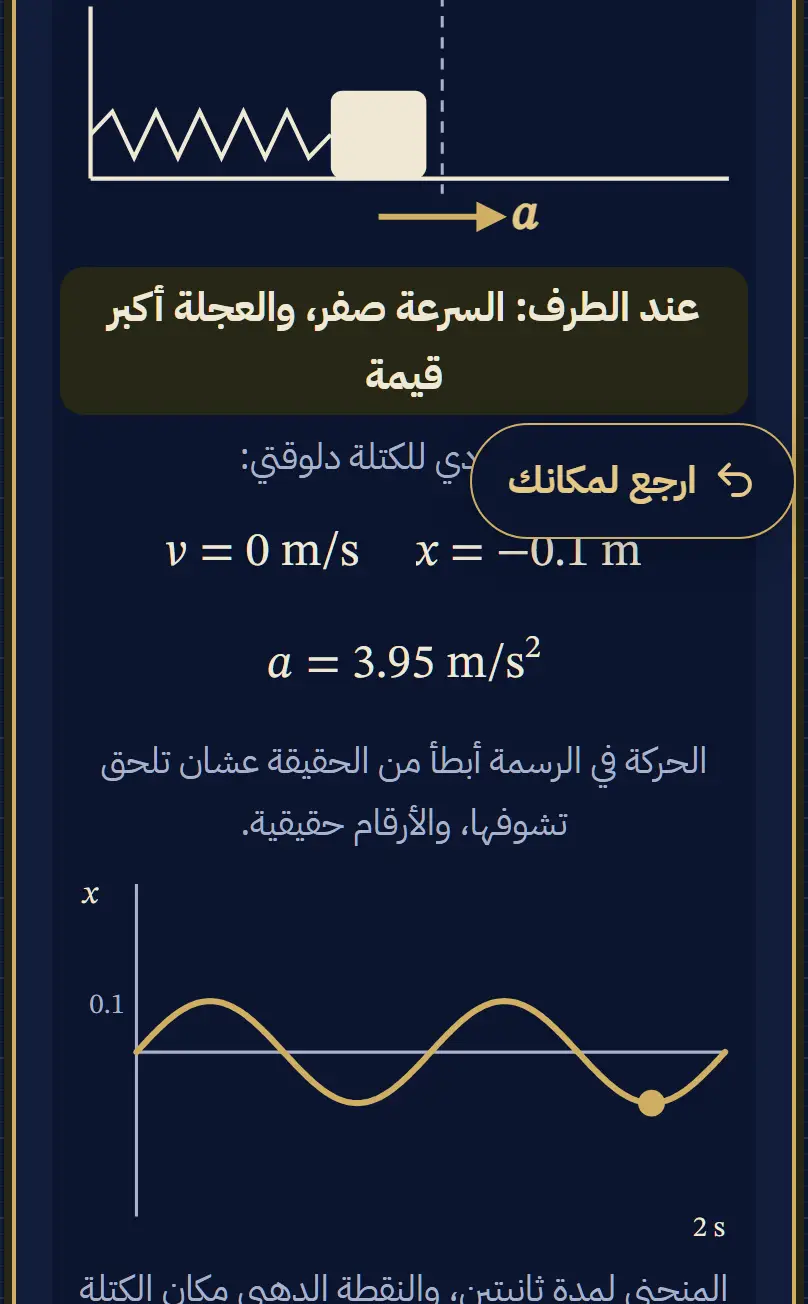 a
عند الطرف: السرعة صفر، والعجلة أكبر
قيمة
للكتلة دلوقتي:
ارجع لمكانك
v = 0 m/s x = −0.1 m
a = 3.95 m/s²
الحركة في الرسمة أبطأ من الحقيقة عشان تلحق
تشوفها، والأرقام حقيقية.
x
0.1
2 s
المنحنى لمدة ثانيتين، والنقطة الدهبي مكان الكتلة